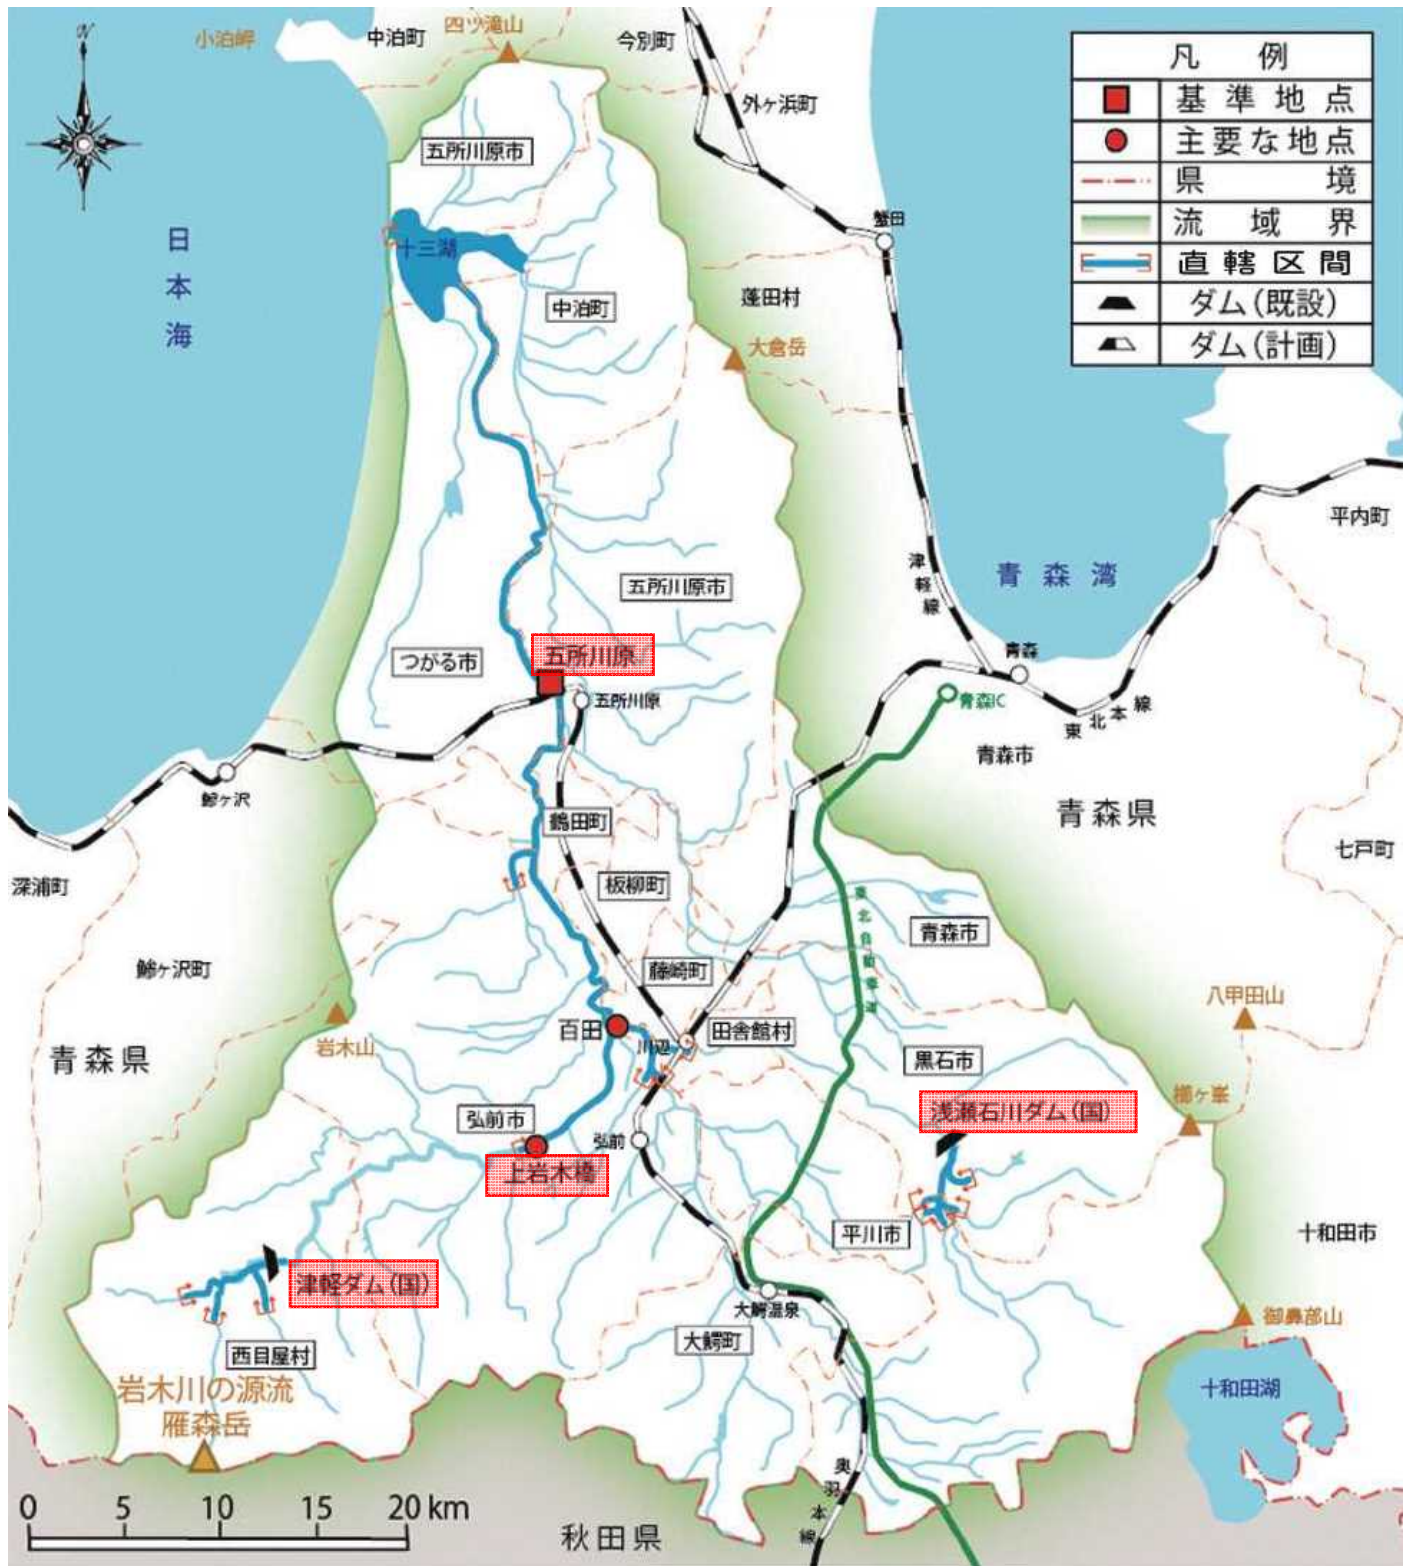 N
小泊岬
中泊町
四ツ滝山
今別町
外ヶ浜町
凡 例
基準地点
主要な地点
県境
流域界
直轄区間
ダム(既設)
ダム(計画)
五所川原市
日本海
十三湖
中泊町
蟹田
蓬田村
大倉岳
平内町
津軽線
青森湾
五所川原市
つがる市
五所川原
五所川原
青森
青森IC
東北本線
青森市
青森県
鰺ヶ沢
鶴田町
七戸町
深浦町
板柳町
東北自動車道
青森市
鰺ヶ沢町
藤崎町
八甲田山
百田
川辺
田舎館村
岩木山
青森県
黒石市
櫛ヶ峯
浅瀬石川ダム(国)
弘前市
弘前
上岩木橋
平川市
十和田市
津軽ダム(国)
大鰐温泉
御鼻部山
大鰐町
西目屋村
十和田湖
岩木川の源流
雁森岳
奥羽本線
0 5 10 15 20 km
秋田県